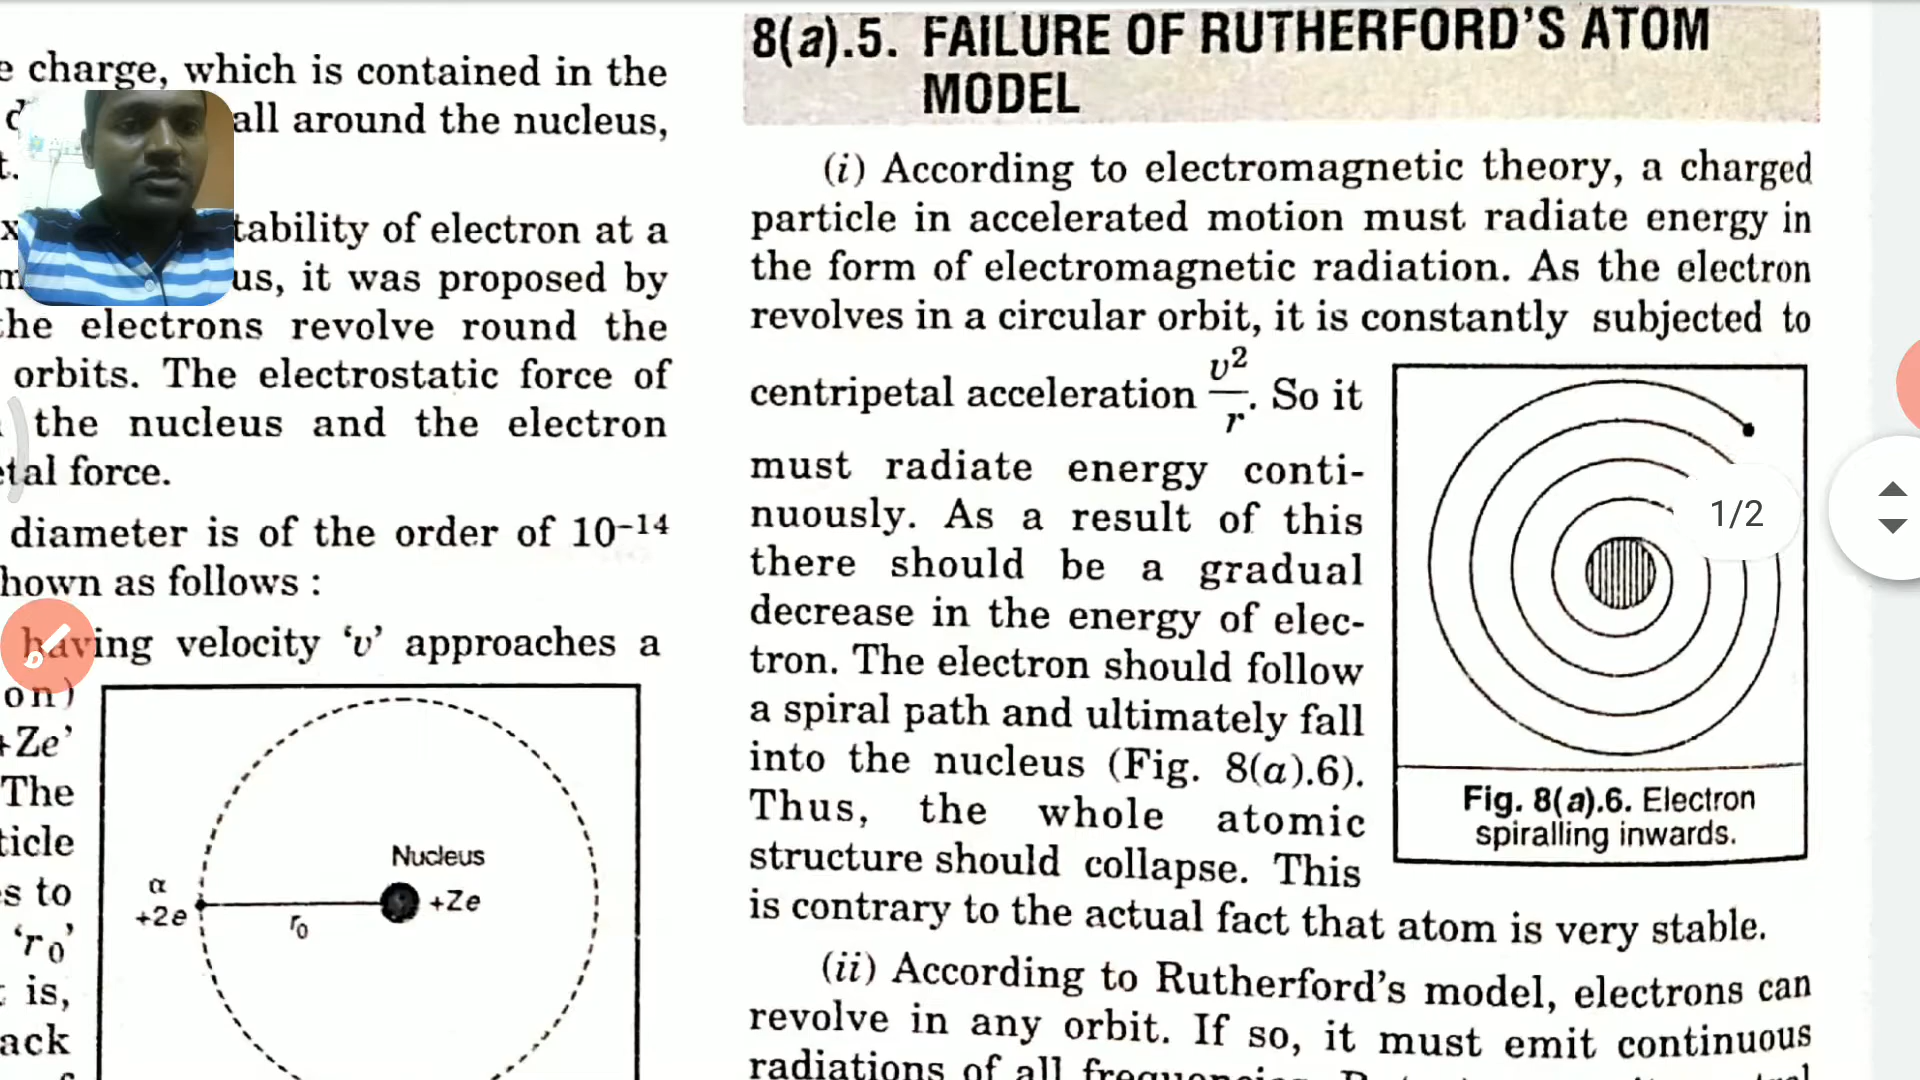 e charge, which is contained in the
all around the nucleus,
t.
tability of electron at a
us, it was proposed by
the electrons revolve round the
orbits. The electrostatic force of
the nucleus and the electron
etal force.
diameter is of the order of 10⁻¹⁴
hown as follows :
having velocity ‘v’ approaches a
on)
+Ze’
The
ticle
s to
‘r₀’
t is,
ack
Nucleus
α
+2e
r₀
+Ze
8(a).5. FAILURE OF RUTHERFORD’S ATOM
MODEL
(i) According to electromagnetic theory, a charged
particle in accelerated motion must radiate energy in
the form of electromagnetic radiation. As the electron
revolves in a circular orbit, it is constantly subjected to
centripetal acceleration v²/r. So it
must radiate energy conti-
nuously. As a result of this
there should be a gradual
decrease in the energy of elec-
tron. The electron should follow
a spiral path and ultimately fall
into the nucleus (Fig. 8(a).6).
Thus, the whole atomic
structure should collapse. This
is contrary to the actual fact that atom is very stable.
(ii) According to Rutherford’s model, electrons can
revolve in any orbit. If so, it must emit continuous
radiations of all
Fig. 8(a).6. Electron
spiralling inwards.
1/2